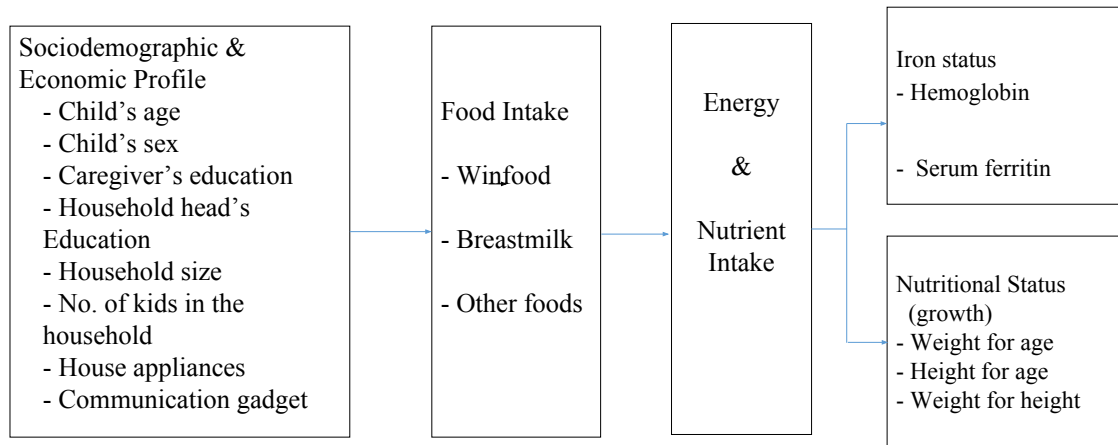 Sociodemographic &
Economic Profile
- Child’s age
- Child’s sex
- Caregiver’s education
- Household head’s
Education
- Household size
- No. of kids in the
household
- House appliances
- Communication gadget
Food Intake
- Winfood
- Breastmilk
- Other foods
Energy
&
Nutrient
Intake
Iron status
- Hemoglobin
- Serum ferritin
Nutritional Status
(growth)
- Weight for age
- Height for age
- Weight for height